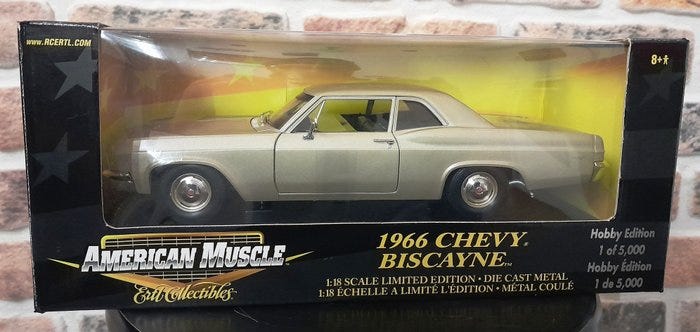 www.RCERTL.COM
8+
AMERICAN MUSCLE
Ertl Collectibles
1966 CHEVY®
BISCAYNE™
1:18 SCALE LIMITED EDITION • DIE CAST METAL
1:18 ÉCHELLE A LIMITÉ L'ÉDITION • MÉTAL COULÉ
Hobby Edition
1 of 5,000
Hobby Édition
1 de 5,000